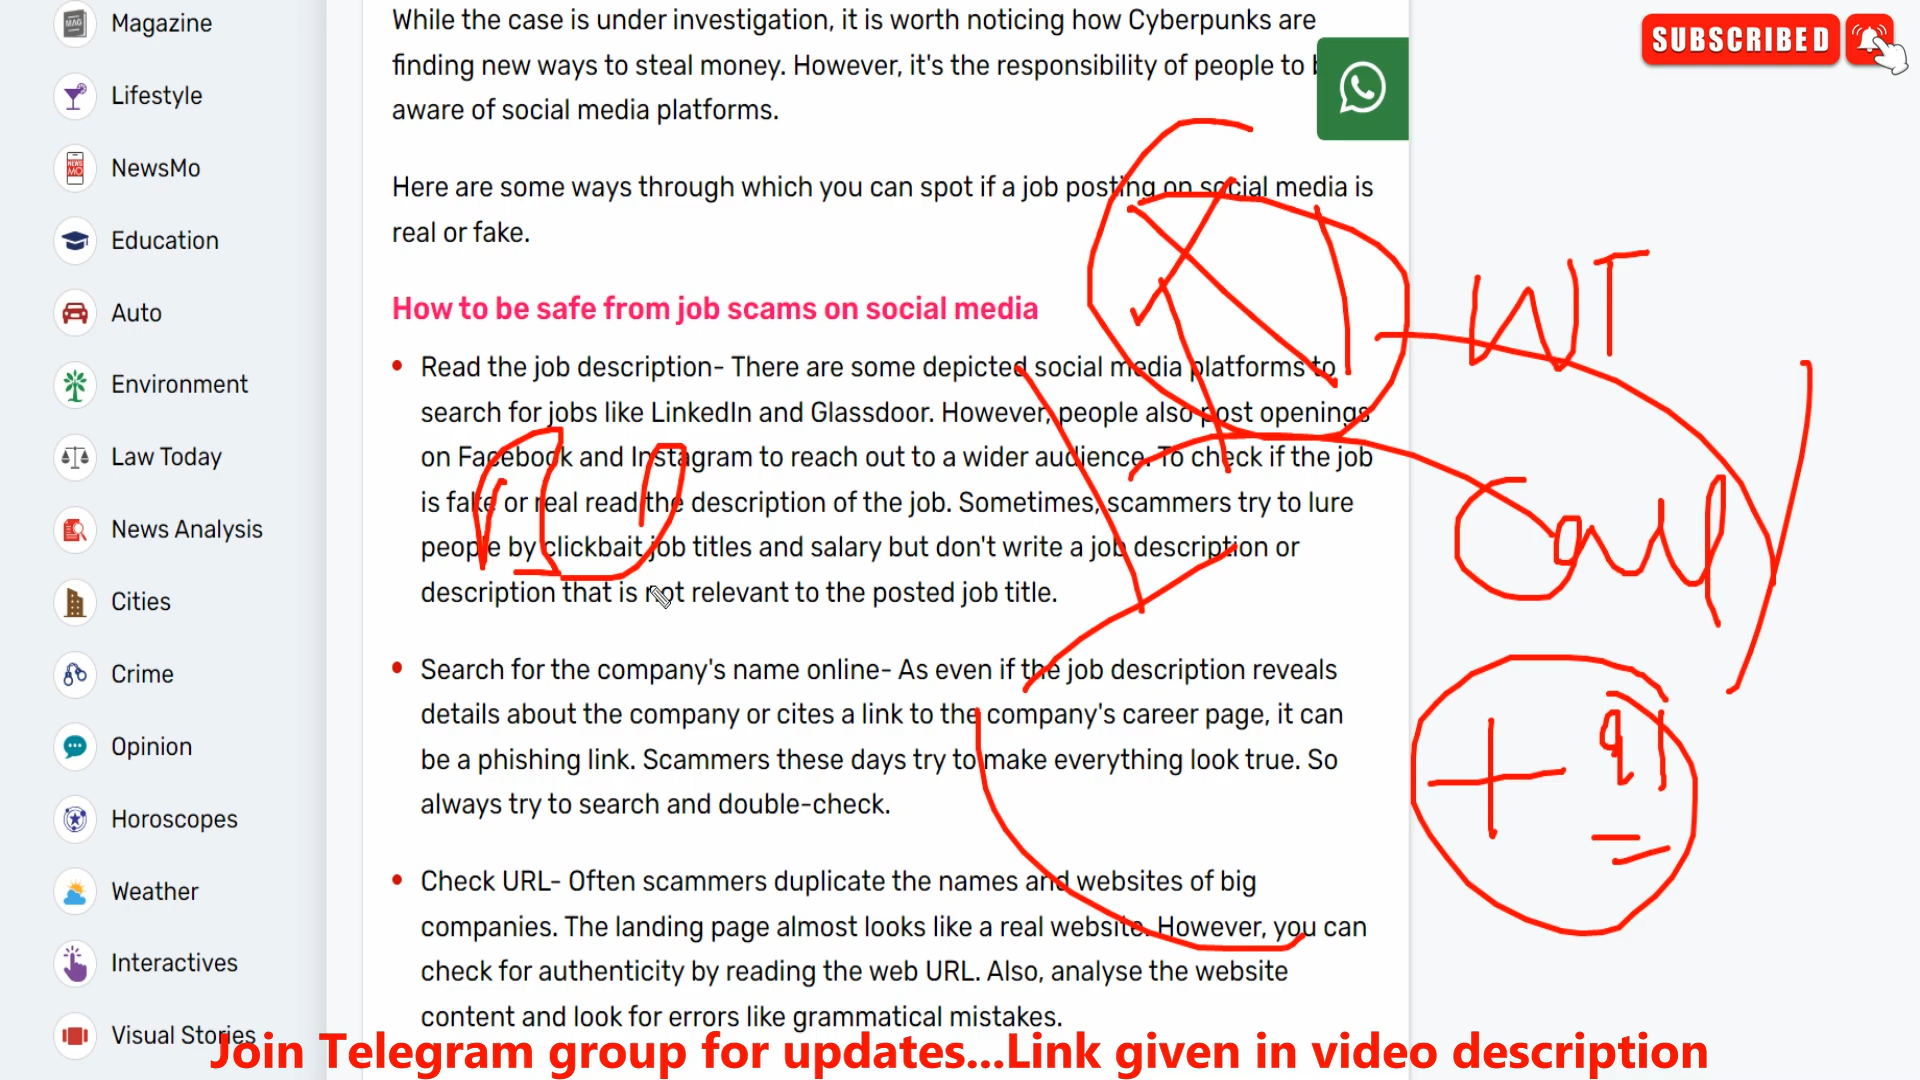 Magazine
Lifestyle
NewsMo
Education
Auto
Environment
Law Today
News Analysis
Cities
Crime
Opinion
Horoscopes
Weather
Interactives
Visual Stories
While the case is under investigation, it is worth noticing how Cyberpunks are
finding new ways to steal money. However, it's the responsibility of people to
aware of social media platforms.
Here are some ways through which you can spot if a job posting on social media is
real or fake.
How to be safe from job scams on social media
Read the job description- There are some depicted social media platforms to
search for jobs like LinkedIn and Glassdoor. However, people also post openings
on Facebook and Instagram to reach out to a wider audience. To check if the job
is fake or real read the description of the job. Sometimes, scammers try to lure
people by clickbait job titles and salary but don't write a job description or
description that is not relevant to the posted job title.
Search for the company's name online- As even if the job description reveals
details about the company or cites a link to the company's career page, it can
be a phishing link. Scammers these days try to make everything look true. So
always try to search and double-check.
Check URL- Often scammers duplicate the names and websites of big
companies. The landing page almost looks like a real website. However, you can
check for authenticity by reading the web URL. Also, analyse the website
content and look for errors like grammatical mistakes.
SUBSCRIBED
WT
+91
Join Telegram group for updates...Link given in video description